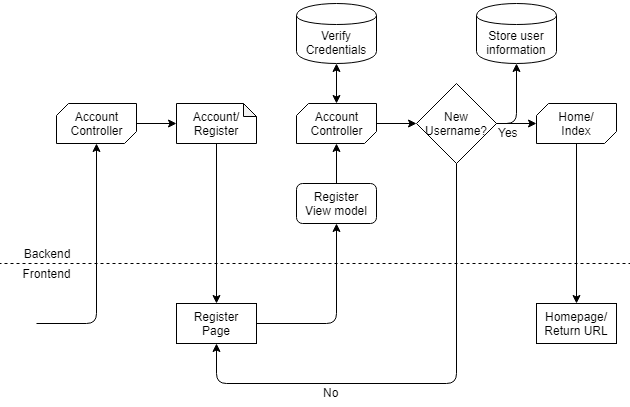 Verify
Credentials
Store user
information
Account
Controller
Account/
Register
Account
Controller
New
Username?
Yes
Home/
Index
Register
View model
Backend
Frontend
Register
Page
Homepage/
Return URL
No